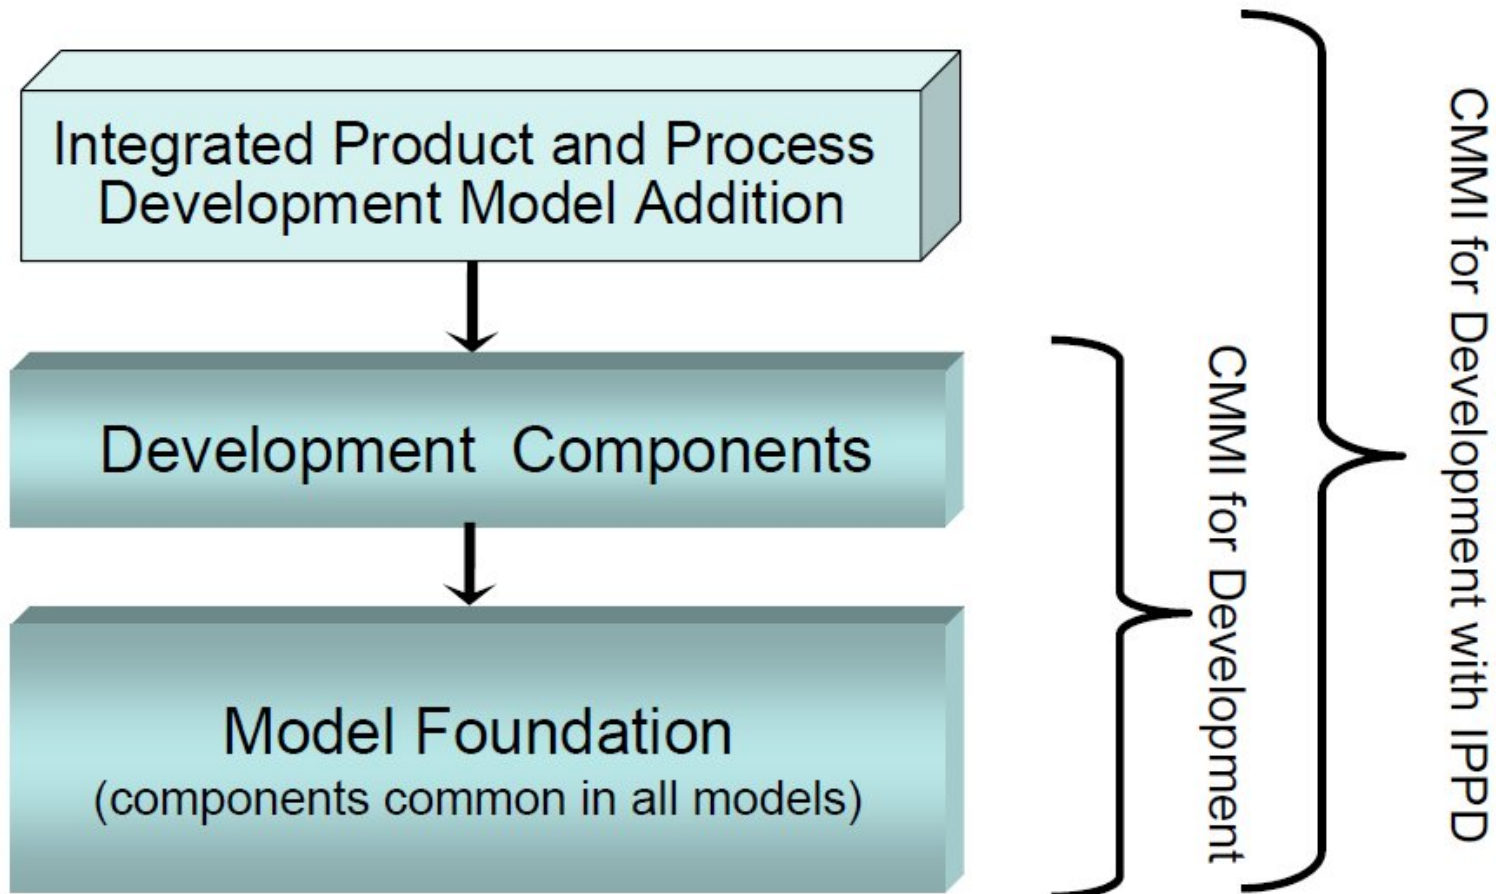 Integrated Product and Process
Development Model Addition
Development Components
Model Foundation
(components common in all models)
CMMI for Development
CMMI for Development with IPPD